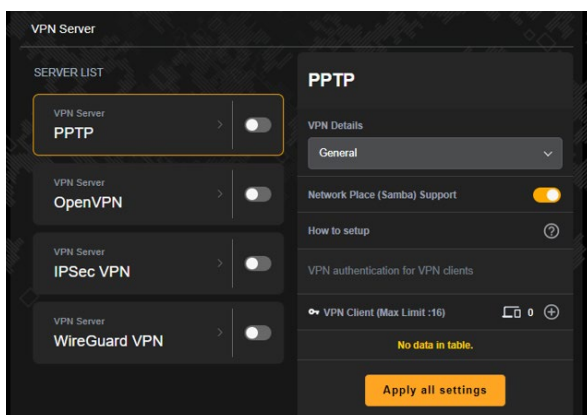 VPN Server
SERVER LIST
VPN Server
PPTP
VPN Server
OpenVPN
VPN Server
IPSec VPN
VPN Server
WireGuard VPN
PPTP
VPN Details
General
Network Place (Samba) Support
How to setup
VPN authentication for VPN clients
VPN Client (Max Limit :16) 0
No data in table.
Apply all settings